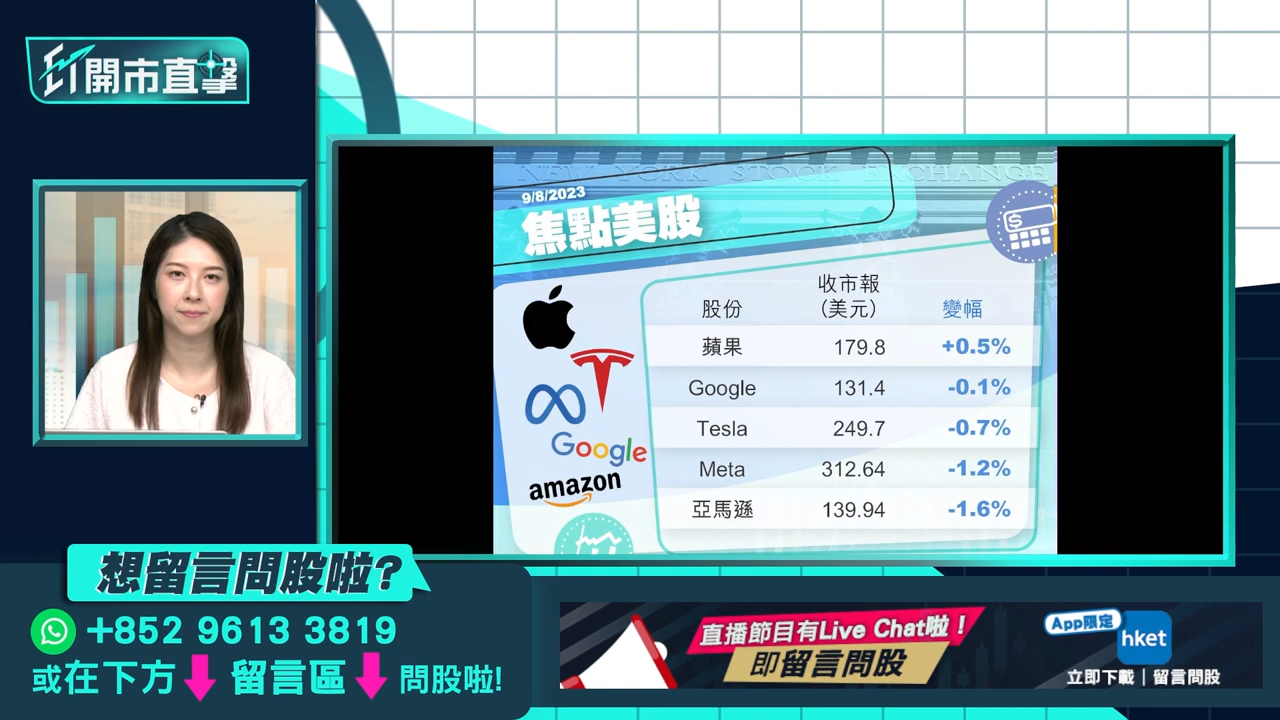 ET開市直擊
NEW YORK STOCK EXCHANGE
9/8/2023
焦點美股
$
股份 收市報(美元) 變幅
蘋果 179.8 +0.5%
Google 131.4 -0.1%
Tesla 249.7 -0.7%
Meta 312.64 -1.2%
亞馬遜 139.94 -1.6%
Google
amazon
想留言問股啦?
+852 9613 3819
或在下方 留言區 問股啦!
直播節目有Live Chat啦！
即留言問股
App限定
hket
立即下載｜留言問股